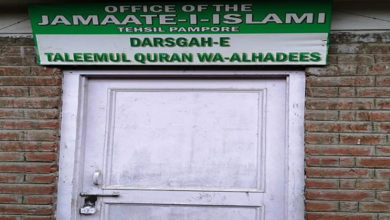 OFFICE OF THE
JAMAATE-I-ISLAMI
TEHSIL PAMPORE
DARSGAH-E
TALEEMUL QURAN WA-ALHADEES